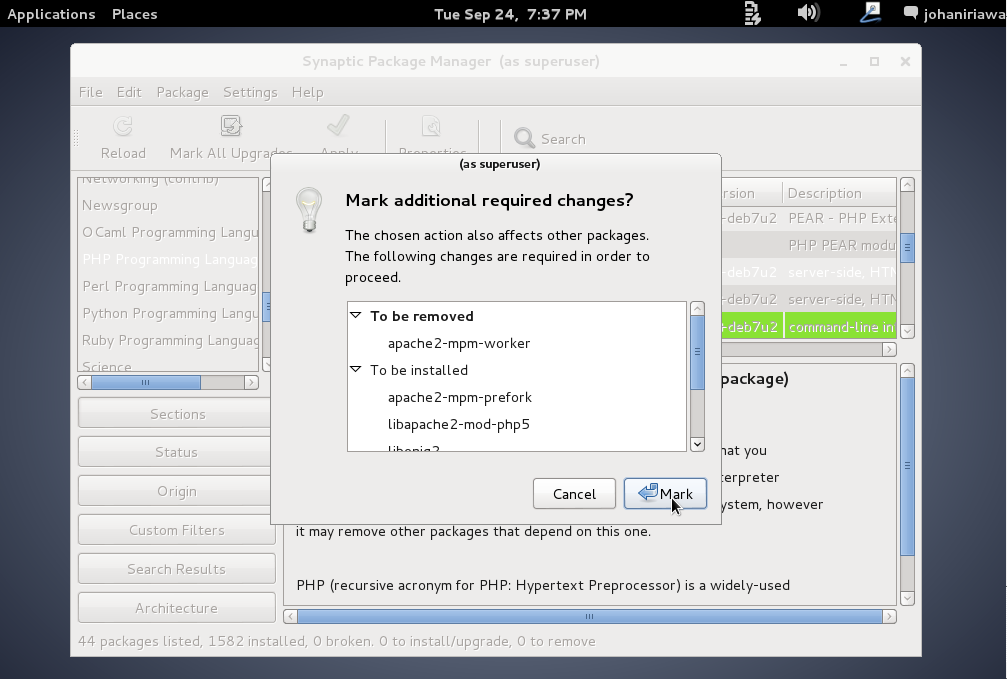 Applications Places Tue Sep 24, 7:37 PM johaniriawa
Synaptic Package Manager (as superuser)
File Edit Package Settings Help
Reload Mark All Upgrades Apply Properties Search
(as superuser)
Mark additional required changes?
The chosen action also affects other packages.
The following changes are required in order to
proceed.
To be removed
apache2-mpm-worker
To be installed
apache2-mpm-prefork
libapache2-mod-php5
libonig2
Cancel Mark
Networking (contrib)
Newsgroup
OCaml Programming Langu
PHP Programming Languag
Perl Programming Languag
Python Programming Langu
Ruby Programming Langu
Science
Sections
Status
Origin
Custom Filters
Search Results
Architecture
rsion Description
-deb7u2 PEAR - PHP Exte
PHP PEAR modu
-deb7u2 server-side, HTM
-deb7u2 server-side, HTM
+deb7u2 command-line in
package)
hat you
terpreter
ystem, however
it may remove other packages that depend on this one.
PHP (recursive acronym for PHP: Hypertext Preprocessor) is a widely-used
44 packages listed, 1582 installed, 0 broken. 0 to install/upgrade, 0 to remove